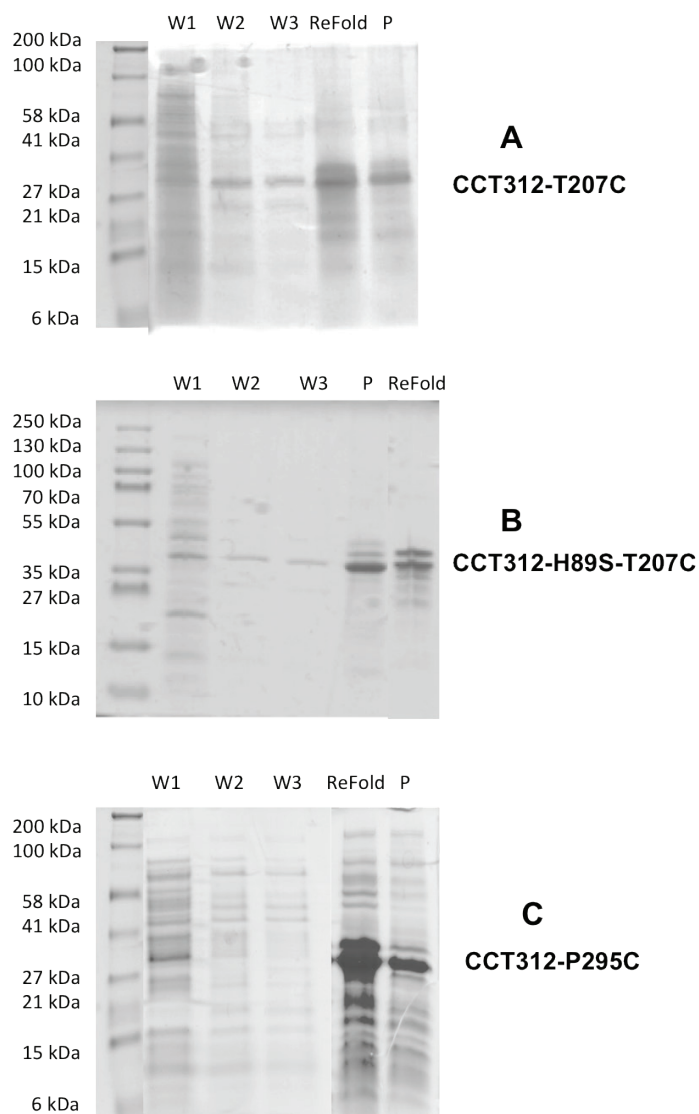 W1 W2 W3 ReFold P
200 kDa
100 kDa
58 kDa
41 kDa
27 kDa
21 kDa
15 kDa
6 kDa
A
CCT312-T207C
W1 W2 W3 P ReFold
250 kDa
130 kDa
100 kDa
70 kDa
55 kDa
35 kDa
27 kDa
15 kDa
10 kDa
B
CCT312-H89S-T207C
W1 W2 W3 ReFold P
200 kDa
100 kDa
58 kDa
41 kDa
27 kDa
21 kDa
15 kDa
6 kDa
C
CCT312-P295C